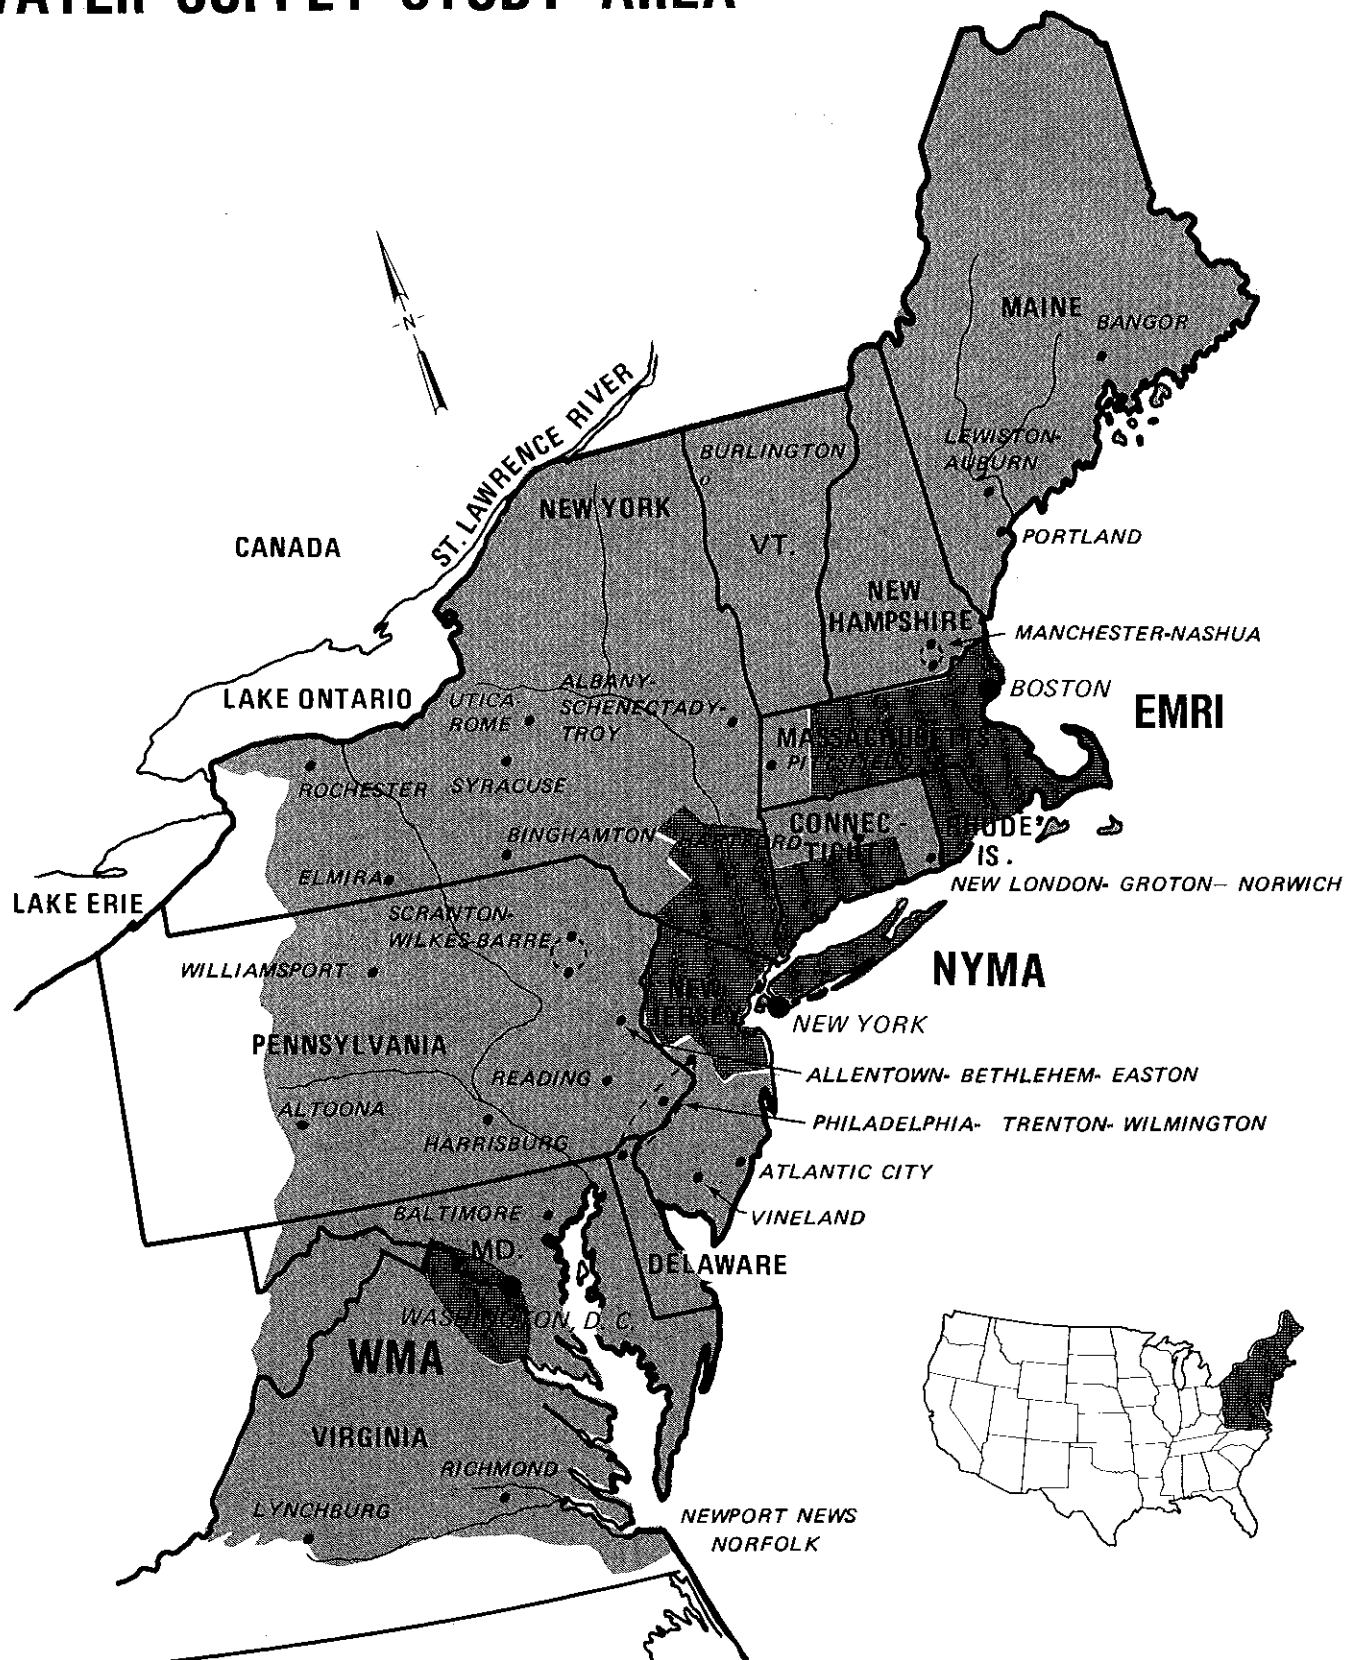 WATER SUPPLY STUDY AREA
MAINE
BANGOR
-N-
ST. LAWRENCE RIVER
BURLINGTON
LEWISTON-
AUBURN
NEW YORK
CANADA
VT.
PORTLAND
NEW
HAMPSHIRE
MANCHESTER-NASHUA
LAKE ONTARIO
UTICA
ROME
ALBANY-
SCHENECTADY-
TROY
BOSTON
EMRI
MASSACHUSETTS
PITTSFIELD
ROCHESTER
SYRACUSE
BINGHAMTON
HARTFORD
CONNEC-
TICUT
RHODE
IS.
ELMIRA
NEW LONDON- GROTON- NORWICH
LAKE ERIE
SCRANTON-
WILKES-BARRE
WILLIAMSPORT
NYMA
NEW
JERSEY
NEW YORK
PENNSYLVANIA
READING
ALLENTOWN- BETHLEHEM- EASTON
ALTOONA
HARRISBURG
PHILADELPHIA- TRENTON- WILMINGTON
ATLANTIC CITY
BALTIMORE
VINELAND
MD.
DELAWARE
WASHINGTON, D. C.
WMA
VIRGINIA
RICHMOND
LYNCHBURG
NEWPORT NEWS
NORFOLK